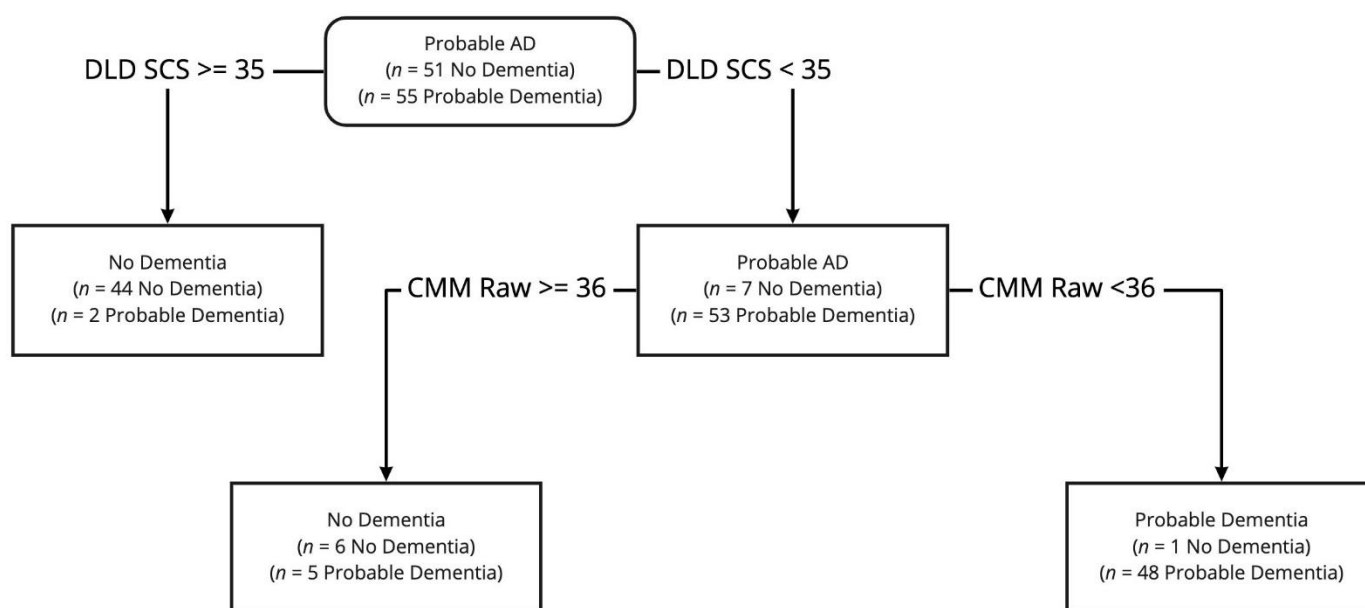 Probable AD
(n = 51 No Dementia)
(n = 55 Probable Dementia)
DLD SCS >= 35
DLD SCS < 35
No Dementia
(n = 44 No Dementia)
(n = 2 Probable Dementia)
Probable AD
(n = 7 No Dementia)
(n = 53 Probable Dementia)
CMM Raw >= 36
CMM Raw <36
No Dementia
(n = 6 No Dementia)
(n = 5 Probable Dementia)
Probable Dementia
(n = 1 No Dementia)
(n = 48 Probable Dementia)